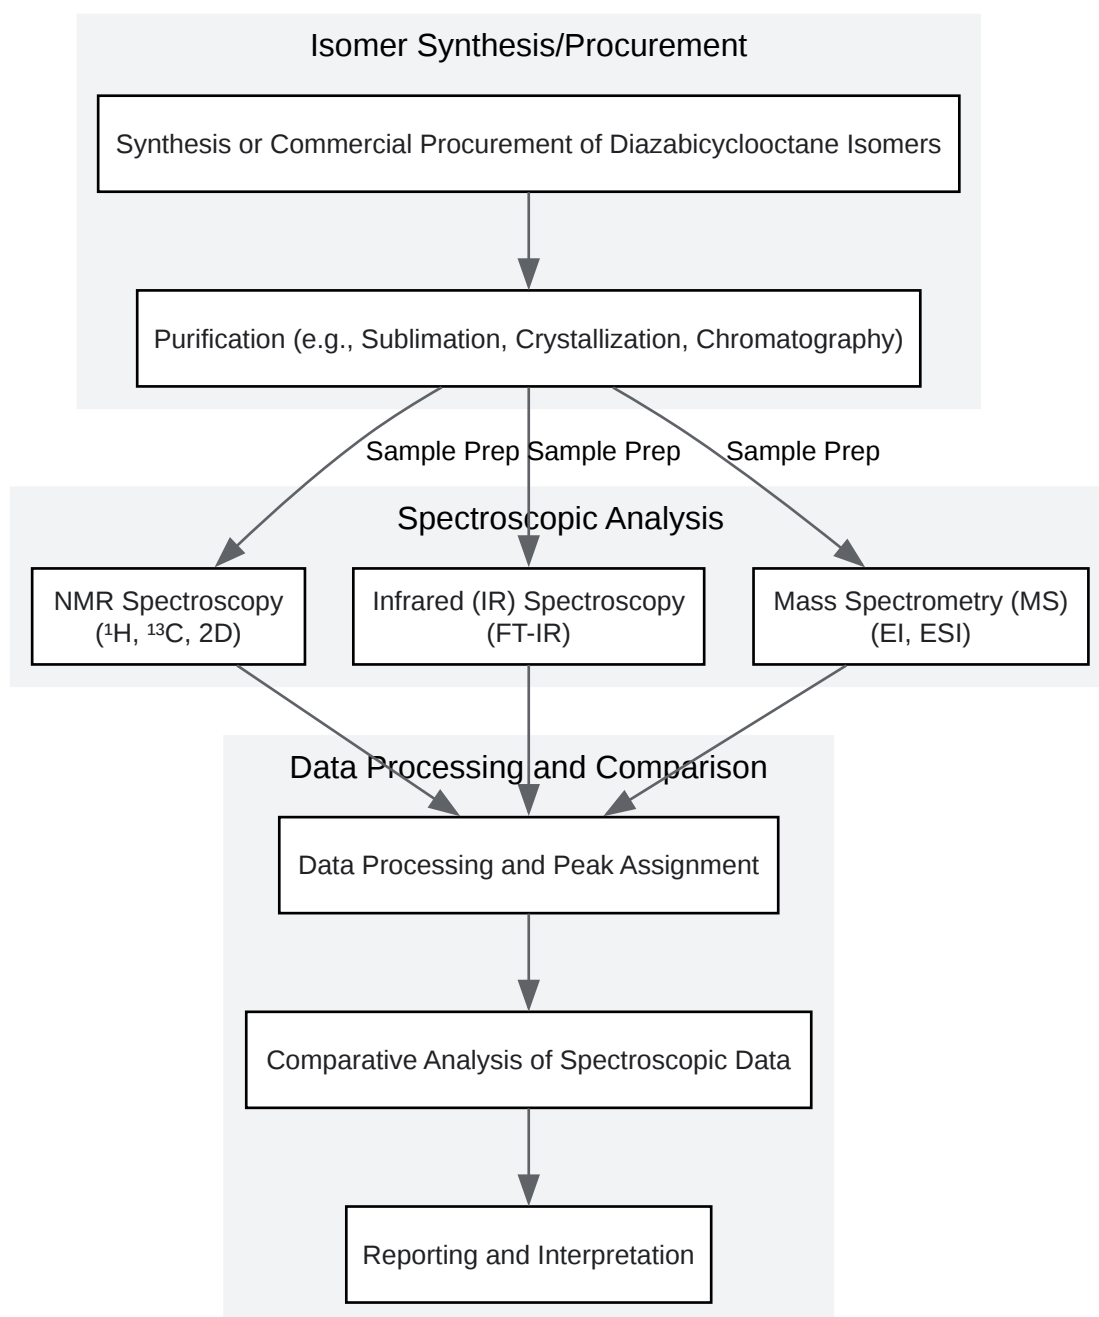 Isomer Synthesis/Procurement
Synthesis or Commercial Procurement of Diazabicyclooctane Isomers
Purification (e.g., Sublimation, Crystallization, Chromatography)
Sample Prep
Sample Prep
Sample Prep
Spectroscopic Analysis
NMR Spectroscopy
(¹H, ¹³C, 2D)
Infrared (IR) Spectroscopy
(FT-IR)
Mass Spectrometry (MS)
(EI, ESI)
Data Processing and Comparison
Data Processing and Peak Assignment
Comparative Analysis of Spectroscopic Data
Reporting and Interpretation